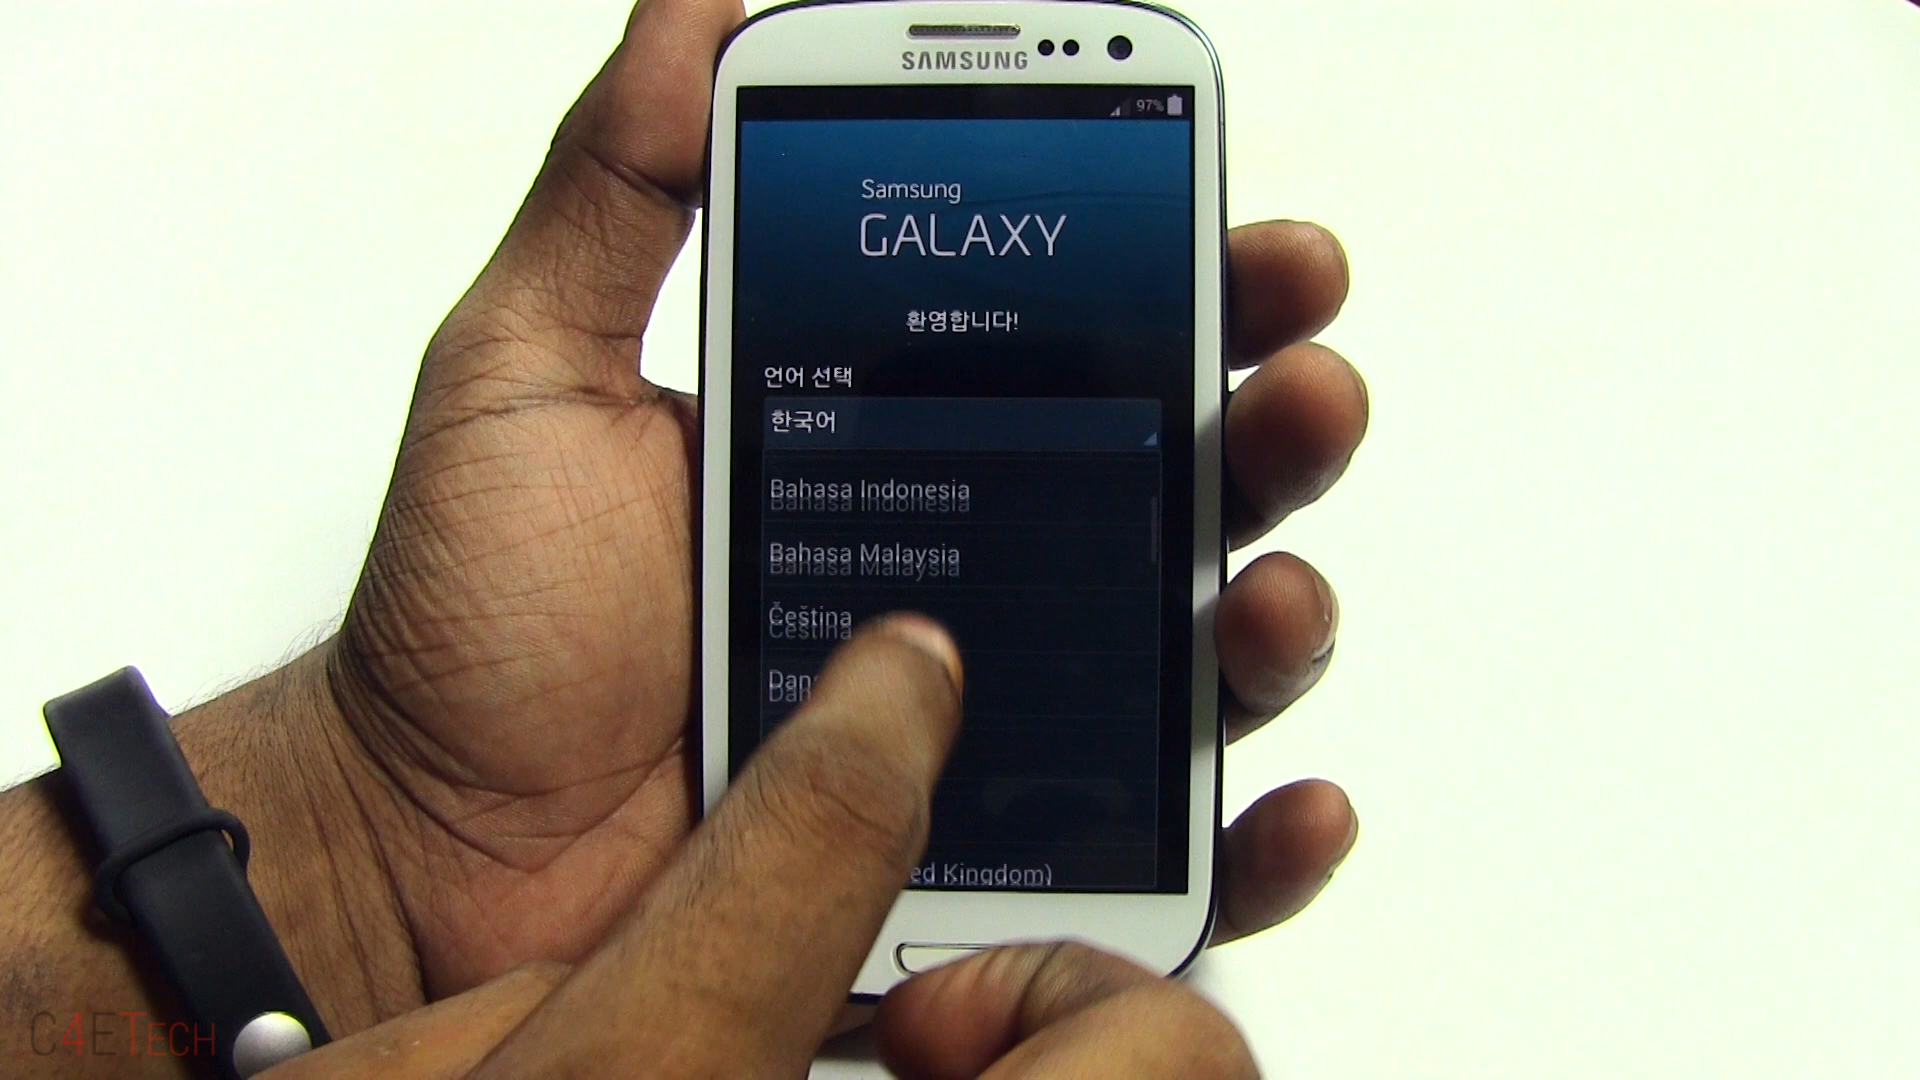 SAMSUNG
97%
Samsung
GALAXY
환영합니다!
언어 선택
한국어
Bahasa Indonesia
Bahasa Malaysia
Čeština
Kingdom)
C4ETECH